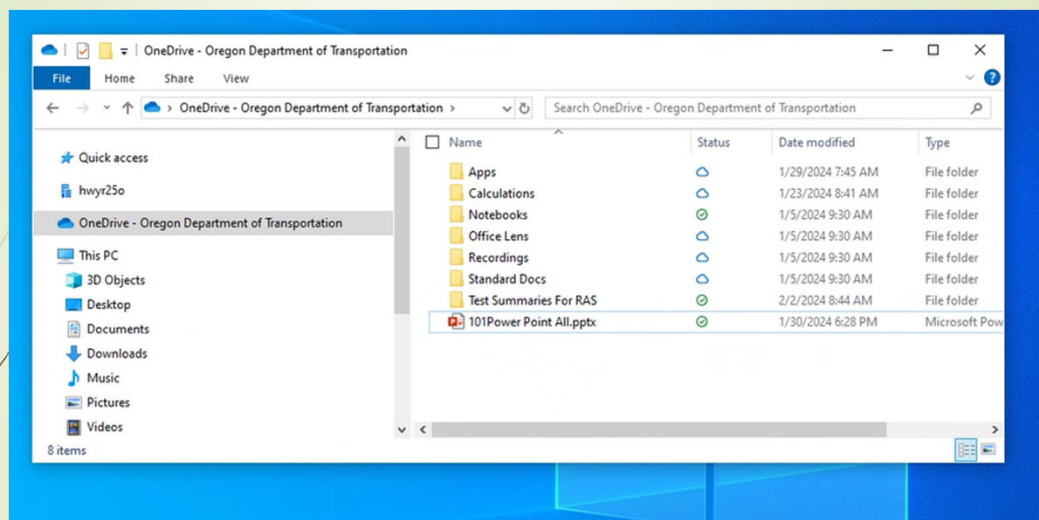 OneDrive - Oregon Department of Transportation
File Home Share View
OneDrive - Oregon Department of Transportation Search OneDrive - Oregon Department of Transportation
Name Status Date modified Type
Quick access
hwyr25o
OneDrive - Oregon Department of Transportation
This PC
3D Objects
Desktop
Documents
Downloads
Music
Pictures
Videos
Apps 1/29/2024 7:45 AM File folder
Calculations 1/23/2024 8:41 AM File folder
Notebooks 1/5/2024 9:30 AM File folder
Office Lens 1/5/2024 9:30 AM File folder
Recordings 1/5/2024 9:30 AM File folder
Standard Docs 1/5/2024 9:30 AM File folder
Test Summaries For RAS 2/2/2024 8:44 AM File folder
101Power Point All.pptx 1/30/2024 6:28 PM Microsoft Pow
8 items